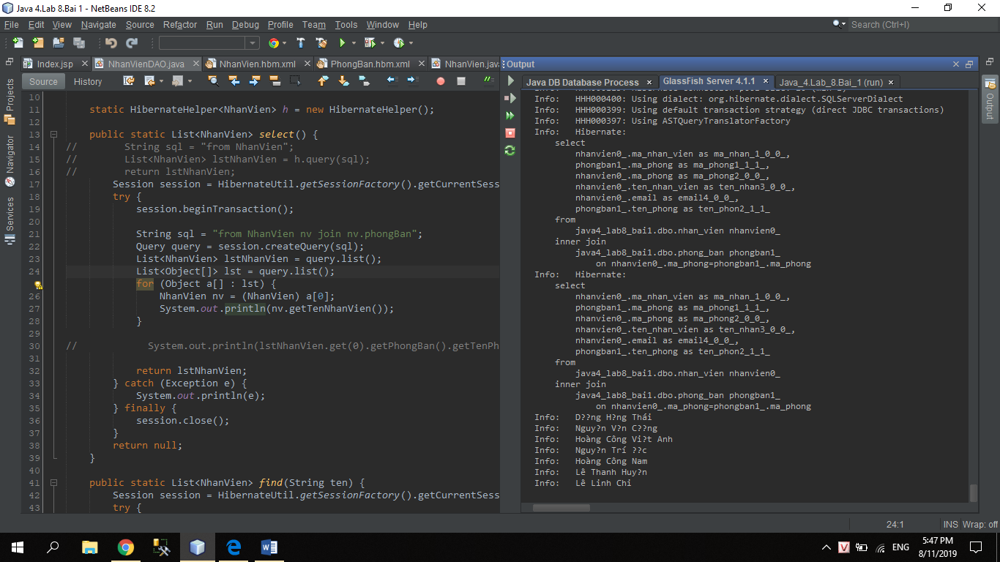 Java 4.Lab 8.Bai 1 - NetBeans IDE 8.2
File Edit View Navigate Source Refactor Run Debug Profile Team Tools Window Help
Search (Ctrl+I)
Index.jsp NhanVienDAO.java NhanVien.hbm.xml PhongBan.hbm.xml NhanVien.java
Source History
Projects
Navigator
Services
10
11 static HibernateHelper<NhanVien> h = new HibernateHelper();
12
13 public static List<NhanVien> select() {
14 // String sql = "from NhanVien";
15 // List<NhanVien> lstNhanVien = h.query(sql);
16 // return lstNhanVien;
17 Session session = HibernateUtil.getSessionFactory().getCurrentSess
18 try {
19 session.beginTransaction();
20
21 String sql = "from NhanVien nv join nv.phongBan";
22 Query query = session.createQuery(sql);
23 List<NhanVien> lstNhanVien = query.list();
24 List<Object[]> lst = query.list();
for (Object a[] : lst) {
26 NhanVien nv = (NhanVien) a[0];
27 System.out.println(nv.getTenNhanVien());
28 }
29
30 // System.out.println(lstNhanVien.get(0).getPhongBan().getTenPh
31
32 return lstNhanVien;
33 } catch (Exception e) {
34 System.out.println(e);
35 } finally {
36 session.close();
37 }
38 return null;
39 }
40
41 public static List<NhanVien> find(String ten) {
42 Session session = HibernateUtil.getSessionFactory().getCurrentSess
43 try {
Output
Java DB Database Process GlassFish Server 4.1.1 Java_4.Lab_8.Bai_1 (run)
Info: HHH000400: Using dialect: org.hibernate.dialect.SQLServerDialect
Info: HHH000399: Using default transaction strategy (direct JDBC transactions)
Info: HHH000397: Using ASTQueryTranslatorFactory
Info: Hibernate:
select
nhanvien0_.ma_nhan_vien as ma_nhan_1_0_0_,
phongban1_.ma_phong as ma_phong1_1_1_,
nhanvien0_.ma_phong as ma_phong2_0_0_,
nhanvien0_.ten_nhan_vien as ten_nhan3_0_0_,
nhanvien0_.email as email4_0_0_,
phongban1_.ten_phong as ten_phon2_1_1_
from
java4_lab8_bai1.dbo.nhan_vien nhanvien0_
inner join
java4_lab8_bai1.dbo.phong_ban phongban1_
on nhanvien0_.ma_phong=phongban1_.ma_phong
Info: Hibernate:
select
nhanvien0_.ma_nhan_vien as ma_nhan_1_0_0_,
phongban1_.ma_phong as ma_phong1_1_1_,
nhanvien0_.ma_phong as ma_phong2_0_0_,
nhanvien0_.ten_nhan_vien as ten_nhan3_0_0_,
nhanvien0_.email as email4_0_0_,
phongban1_.ten_phong as ten_phon2_1_1_
from
java4_lab8_bai1.dbo.nhan_vien nhanvien0_
inner join
java4_lab8_bai1.dbo.phong_ban phongban1_
on nhanvien0_.ma_phong=phongban1_.ma_phong
Info: D??ng H?ng Thái
Info: Nguy?n V?n C??ng
Info: Hoàng Công Vi?t Anh
Info: Nguy?n Trí ??c
Info: Hoàng Công Nam
Info: Lê Thanh Huy?n
Info: Lê Linh Chi
Output
24:1 INS Wrap: off
ENG
5:47 PM
8/11/2019